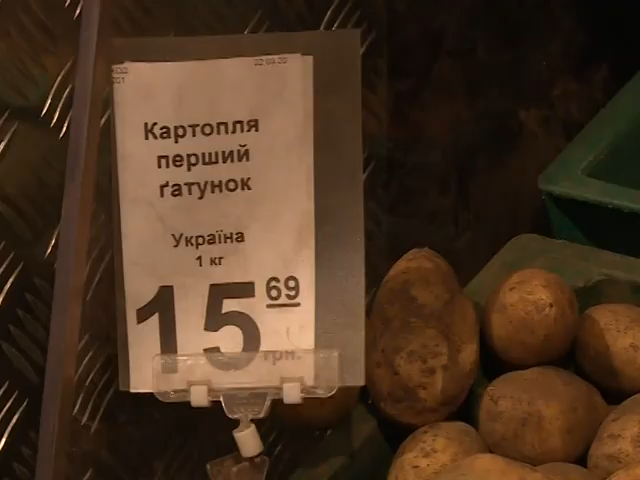 Картопля
перший
ґатунок
Україна
1 кг
15 69
грн.